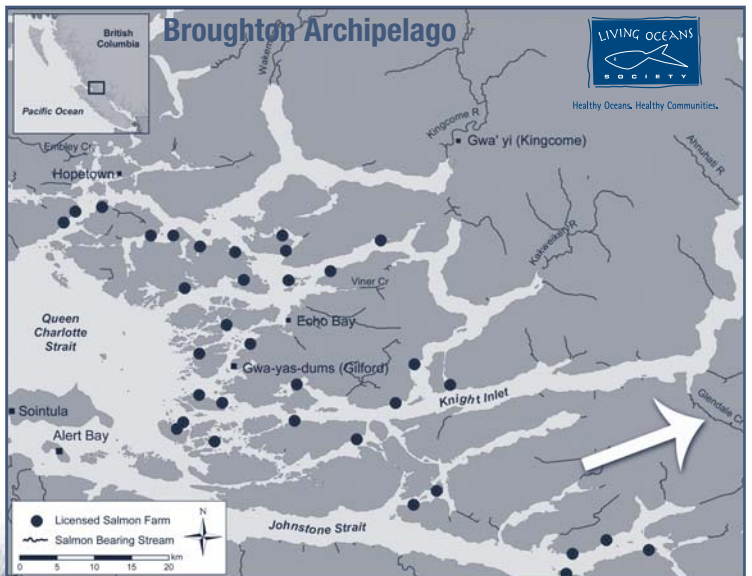 Broughton Archipelago
British
Columbia
Pacific Ocean
LIVING OCEANS
SOCIETY
Healthy Oceans. Healthy Communities.
Kingcome R
Gwa' yi (Kingcome)
Embley Cr
Hopetown
Ahnuhati R
Kakweiken R
Viner Cr
Queen
Charlotte
Strait
Echo Bay
Gwa-yas-dums (Gilford)
Knight Inlet
Glendale Cr
Sointula
Alert Bay
Johnstone Strait
N
Licensed Salmon Farm
Salmon Bearing Stream
km
0 5 10 15 20